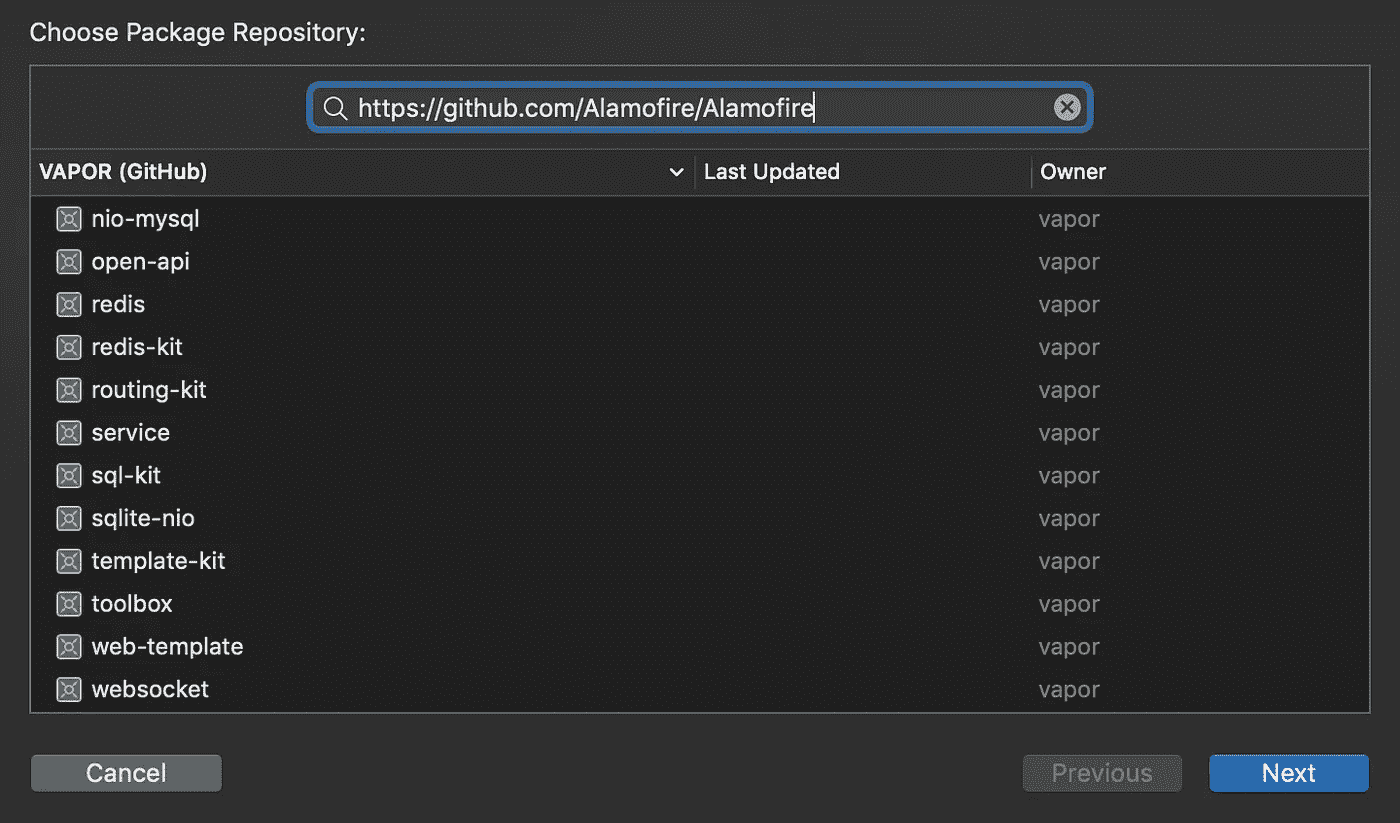 Choose Package Repository:
https://github.com/Alamofire/Alamofire
VAPOR (GitHub) Last Updated Owner
nio-mysql vapor
open-api vapor
redis vapor
redis-kit vapor
routing-kit vapor
service vapor
sql-kit vapor
sqlite-nio vapor
template-kit vapor
toolbox vapor
web-template vapor
websocket vapor
Cancel Previous Next